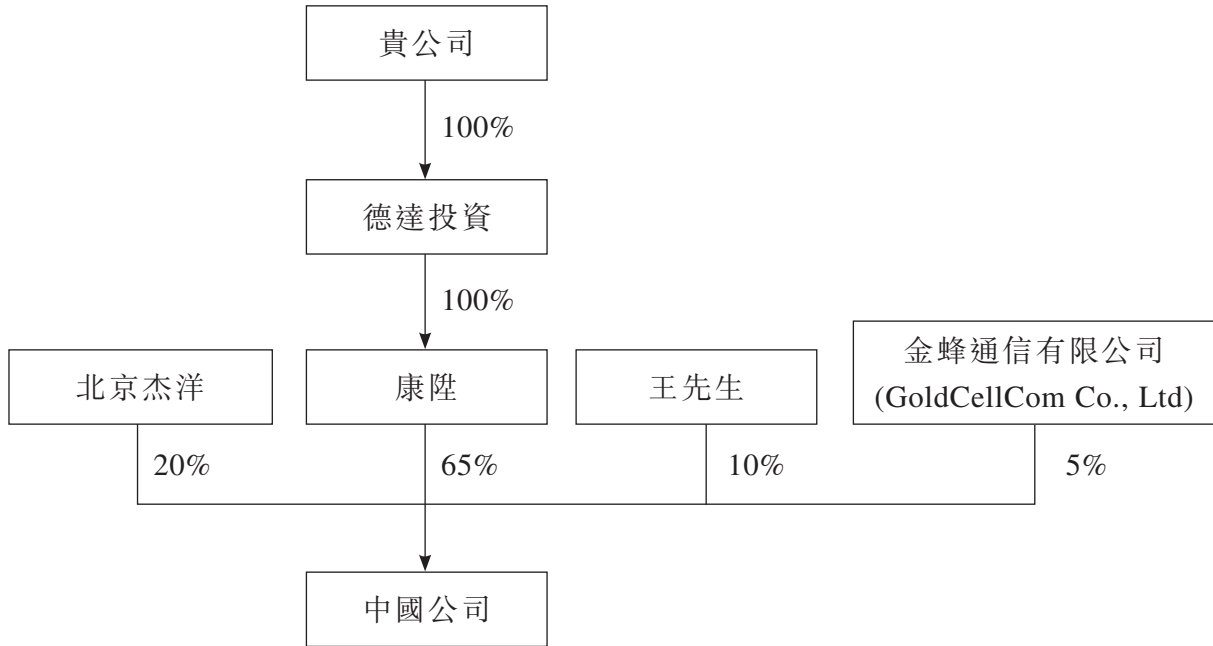 貴公司
100%
德達投資
100%
北京杰洋
康陞
王先生
金蜂通信有限公司
(GoldCellCom Co., Ltd)
20%
65%
10%
5%
中國公司